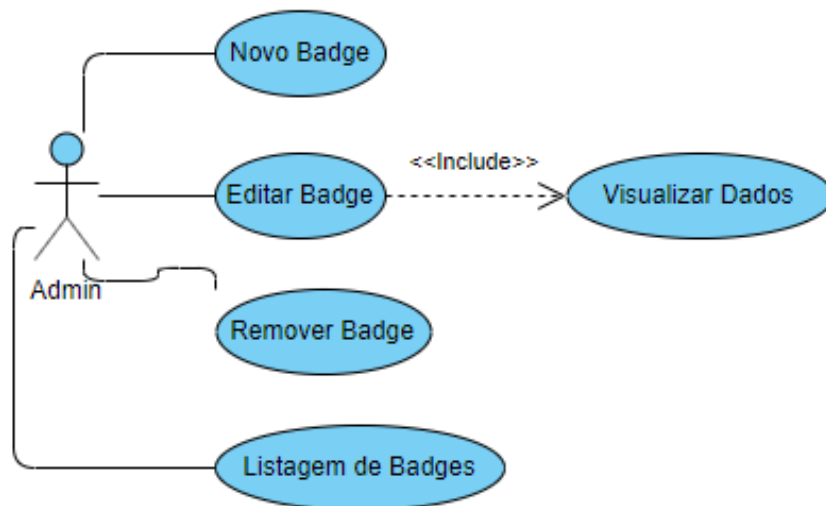 Novo Badge
<<Include>>
Editar Badge
Visualizar Dados
Admin
Remover Badge
Listagem de Badges